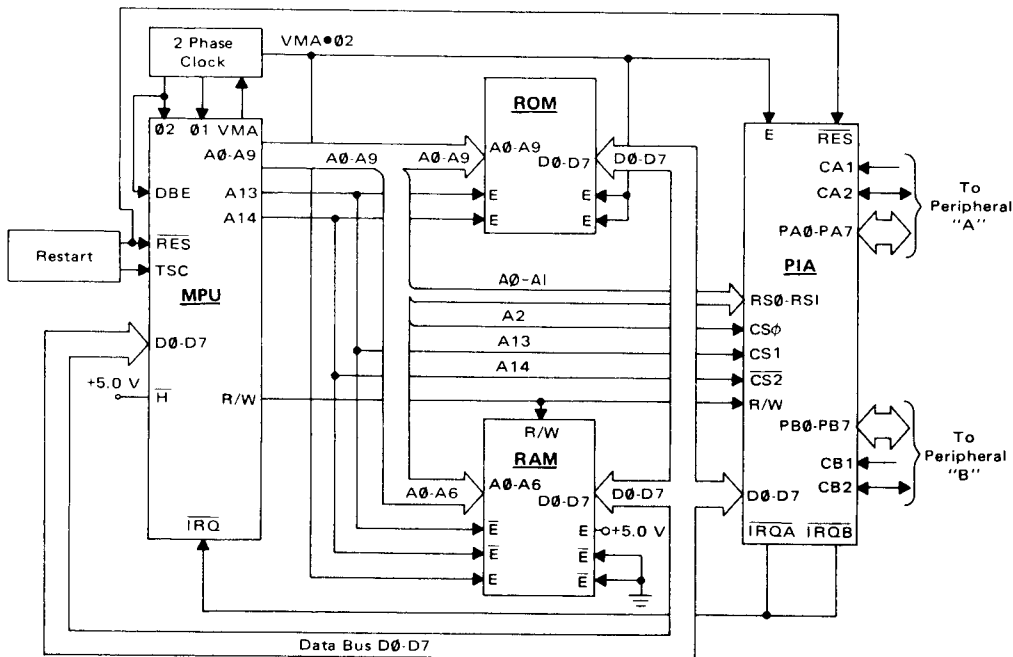 2 Phase
Clock
VMA●Ø2
Ø2 Ø1 VMA
A0-A9
A13
A14
DBE
RES
TSC
MPU
D0-D7
H
+5.0 V
R/W
IRQ
Restart
A0-A9
A0-A9
ROM
A0-A9
D0-D7
E
E
E
E
D0-D7
A0-A1
A2
A13
A14
E
RES
CA1
CA2
PA0-PA7
PIA
RS0-RS1
CSφ
CS1
CS2
R/W
PB0-PB7
CB1
CB2
D0-D7
IRQA IRQB
To
Peripheral
"A"
To
Peripheral
"B"
R/W
RAM
A0-A6
A0-A6
D0-D7
D0-D7
E
E
E
E
E
E
+5.0 V
Data Bus D0-D7